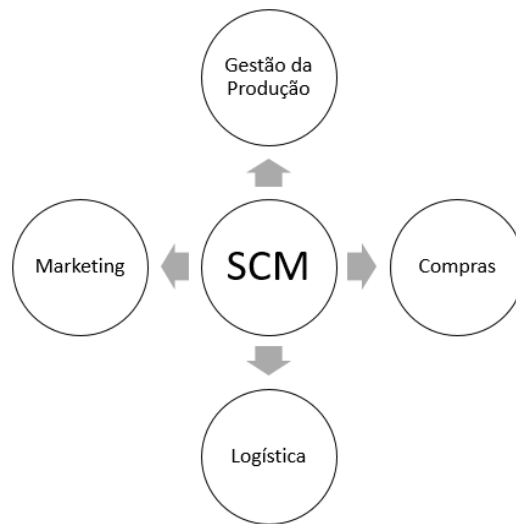 Gestão da
Produção
Marketing
SCM
Compras
Logística